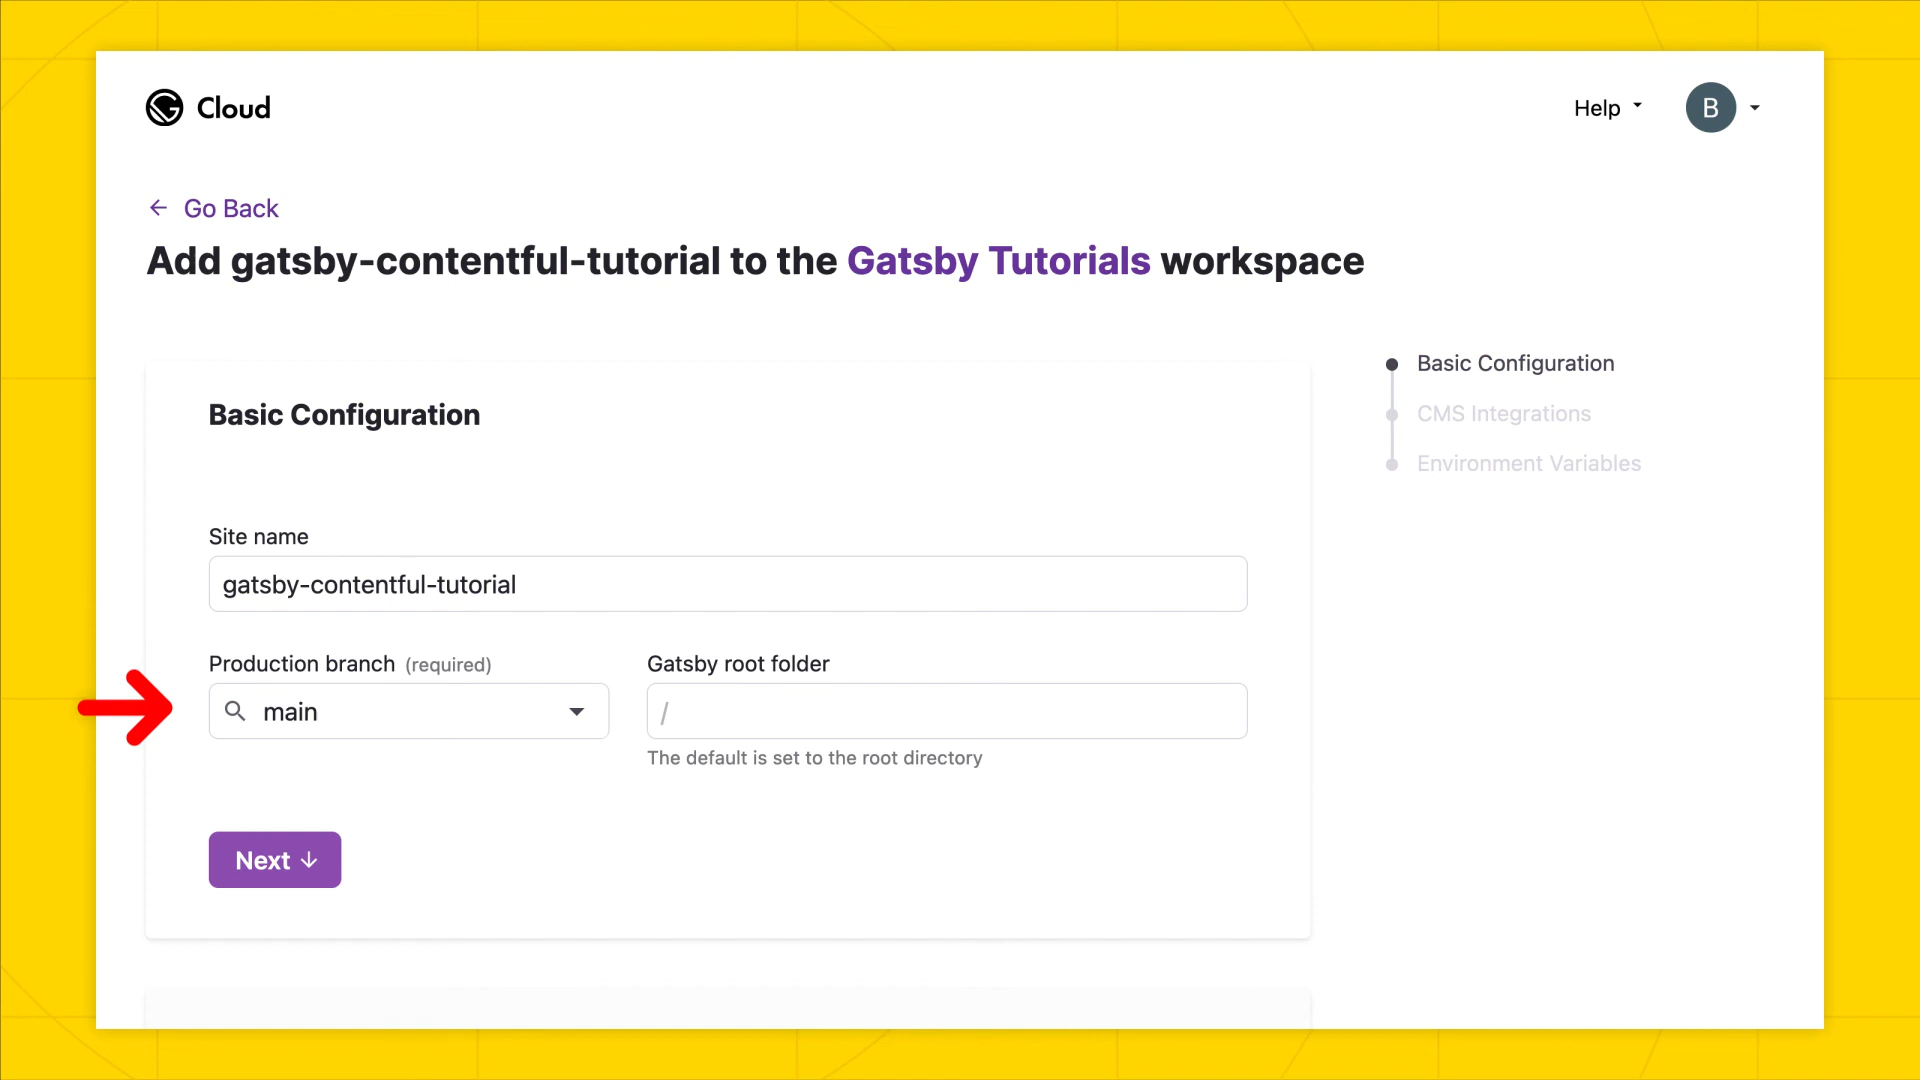 Cloud
Help
B
Go Back
Add gatsby-contentful-tutorial to the Gatsby Tutorials workspace
Basic Configuration
CMS Integrations
Environment Variables
Basic Configuration
Site name
gatsby-contentful-tutorial
Production branch (required)
main
Gatsby root folder
/
The default is set to the root directory
Next